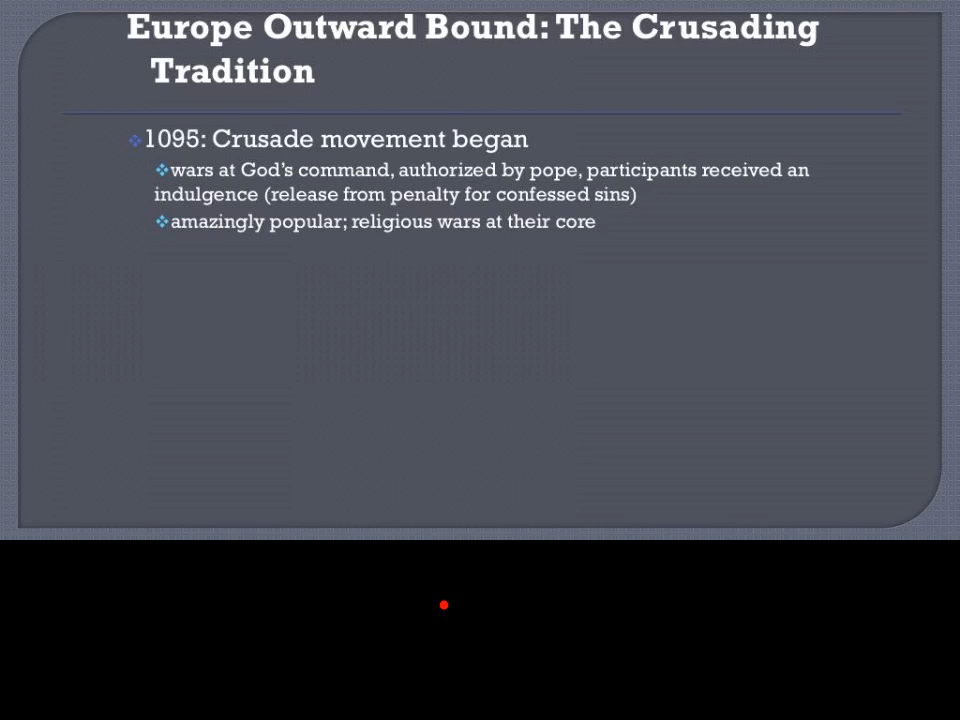 Europe Outward Bound: The Crusading
Tradition
1095: Crusade movement began
wars at God's command, authorized by pope, participants received an
indulgence (release from penalty for confessed sins)
amazingly popular; religious wars at their core